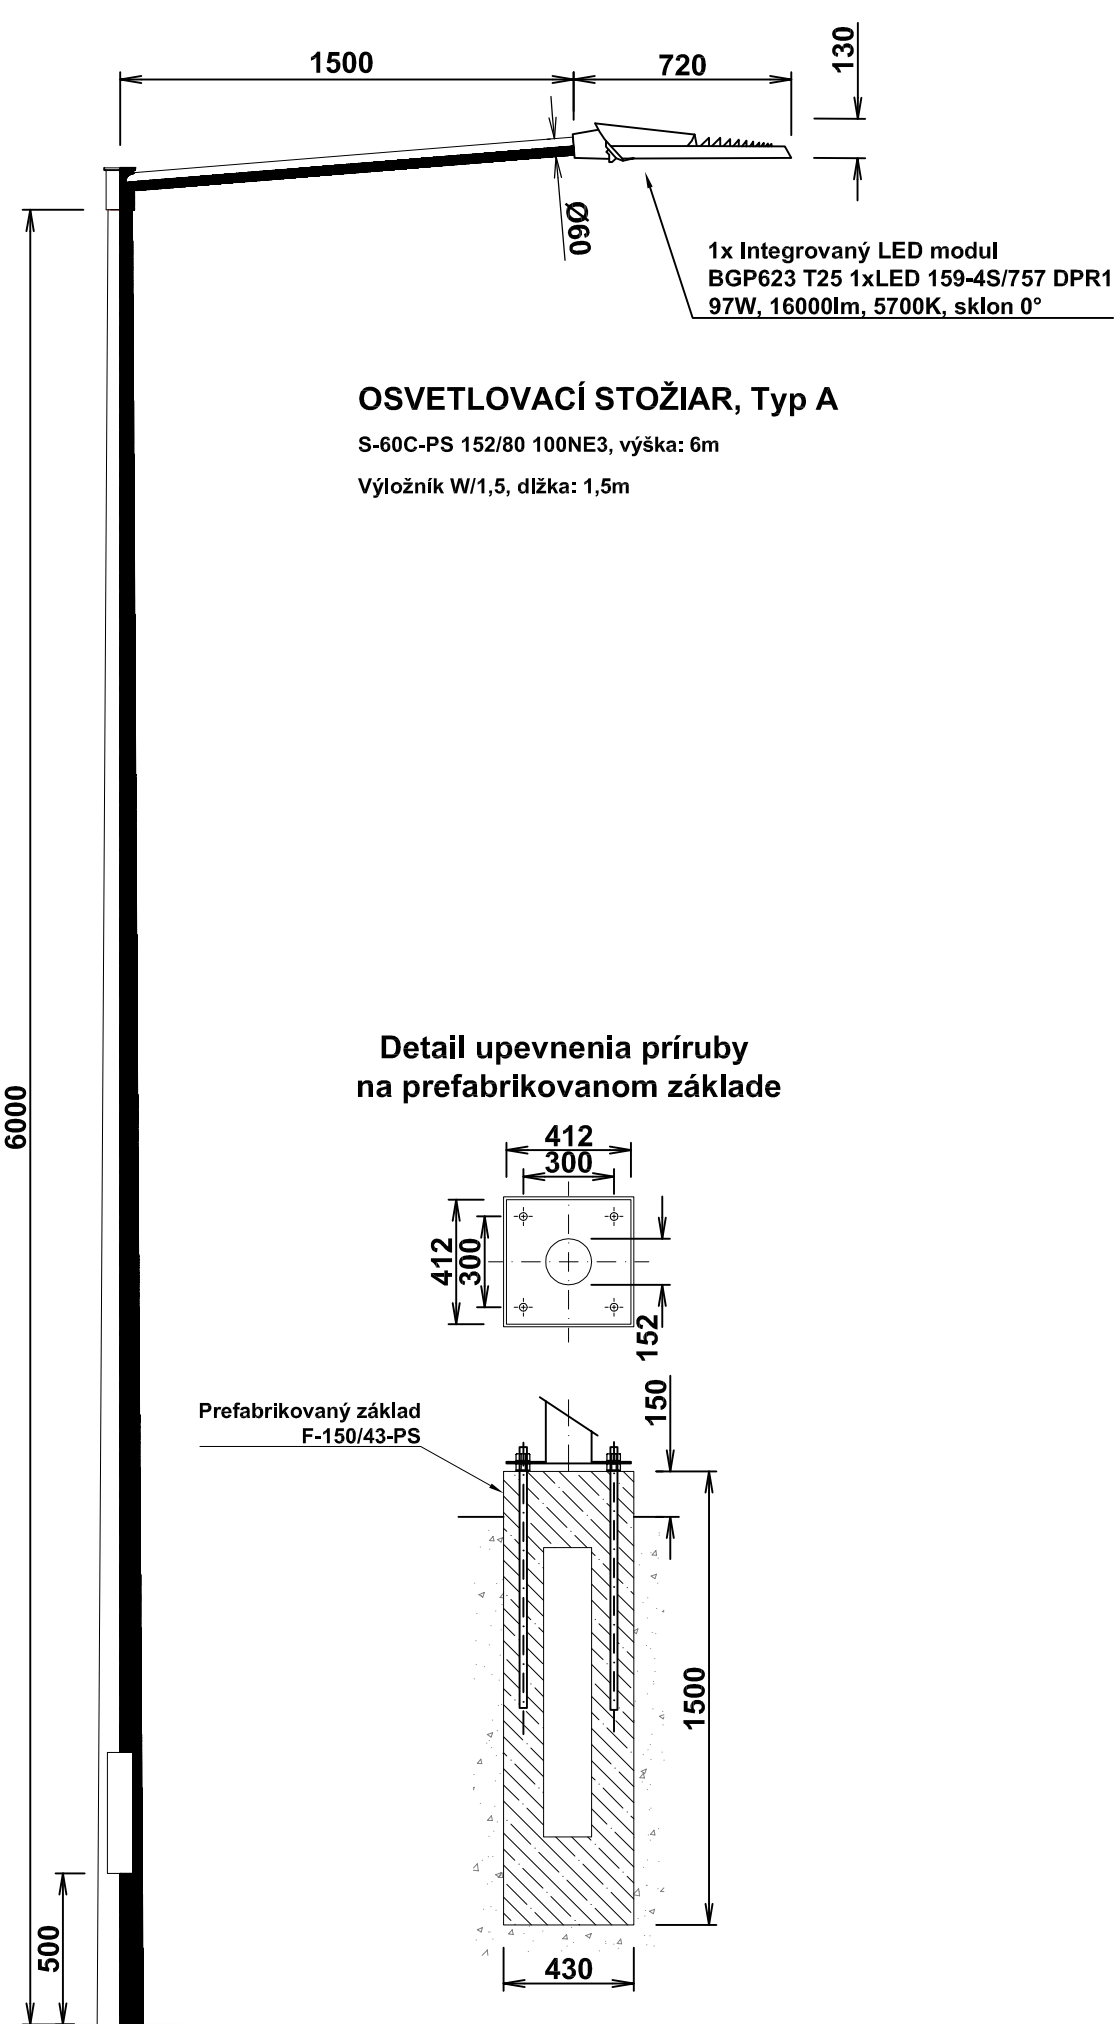 1500
720
130
Ø60
1x Integrovaný LED modul
BGP623 T25 1xLED 159-4S/757 DPR1
97W, 16000lm, 5700K, sklon 0°
OSVETLOVACÍ STOŽIAR, Typ A
S-60C-PS 152/80 100NE3, výška: 6m
Výložník W/1,5, dĺžka: 1,5m
6000
Detail upevnenia príruby
na prefabrikovanom základe
412
300
412
300
152
150
Prefabrikovaný základ
F-150/43-PS
1500
500
430